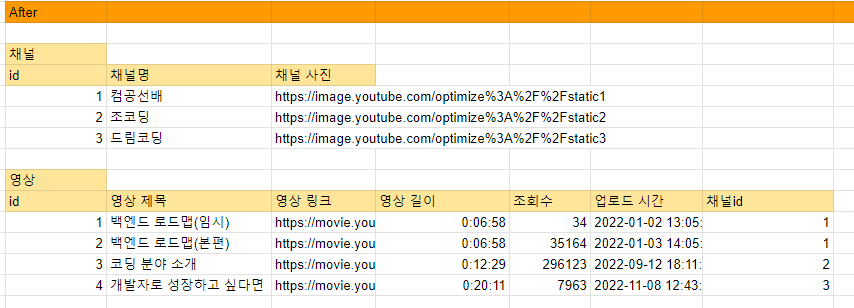 After
채널
id 채널명 채널 사진
1 컴공선배 https://image.youtube.com/optimize%3A%2F%2Fstatic1
2 조코딩 https://image.youtube.com/optimize%3A%2F%2Fstatic2
3 드림코딩 https://image.youtube.com/optimize%3A%2F%2Fstatic3
영상
id 영상 제목 영상 링크 영상 길이 조회수 업로드 시간 채널id
1 백엔드 로드맵(임시) https://movie.you 0:06:58 34 2022-01-02 13:05: 1
2 백엔드 로드맵(본편) https://movie.you 0:06:58 35164 2022-01-03 14:05: 1
3 코딩 분야 소개 https://movie.you 0:12:29 296123 2022-09-12 18:11: 2
4 개발자로 성장하고 싶다면 https://movie.you 0:20:11 7963 2022-11-08 12:43: 3